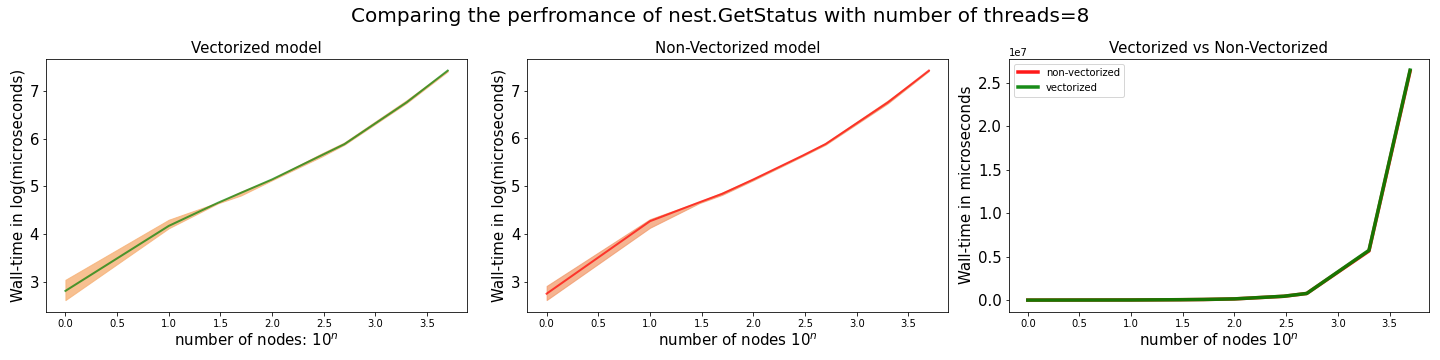 Comparing the perfromance of nest.GetStatus with number of threads=8
Vectorized model
Wall-time in log(microseconds)
7
6
5
4
3
0.0 0.5 1.0 1.5 2.0 2.5 3.0 3.5
number of nodes: 10^n
Non-Vectorized model
Wall-time in log(microseconds)
7
6
5
4
3
0.0 0.5 1.0 1.5 2.0 2.5 3.0 3.5
number of nodes 10^n
Vectorized vs Non-Vectorized
1e7
non-vectorized
vectorized
Wall-time in microseconds
2.5
2.0
1.5
1.0
0.5
0.0
0.0 0.5 1.0 1.5 2.0 2.5 3.0 3.5
number of nodes 10^n